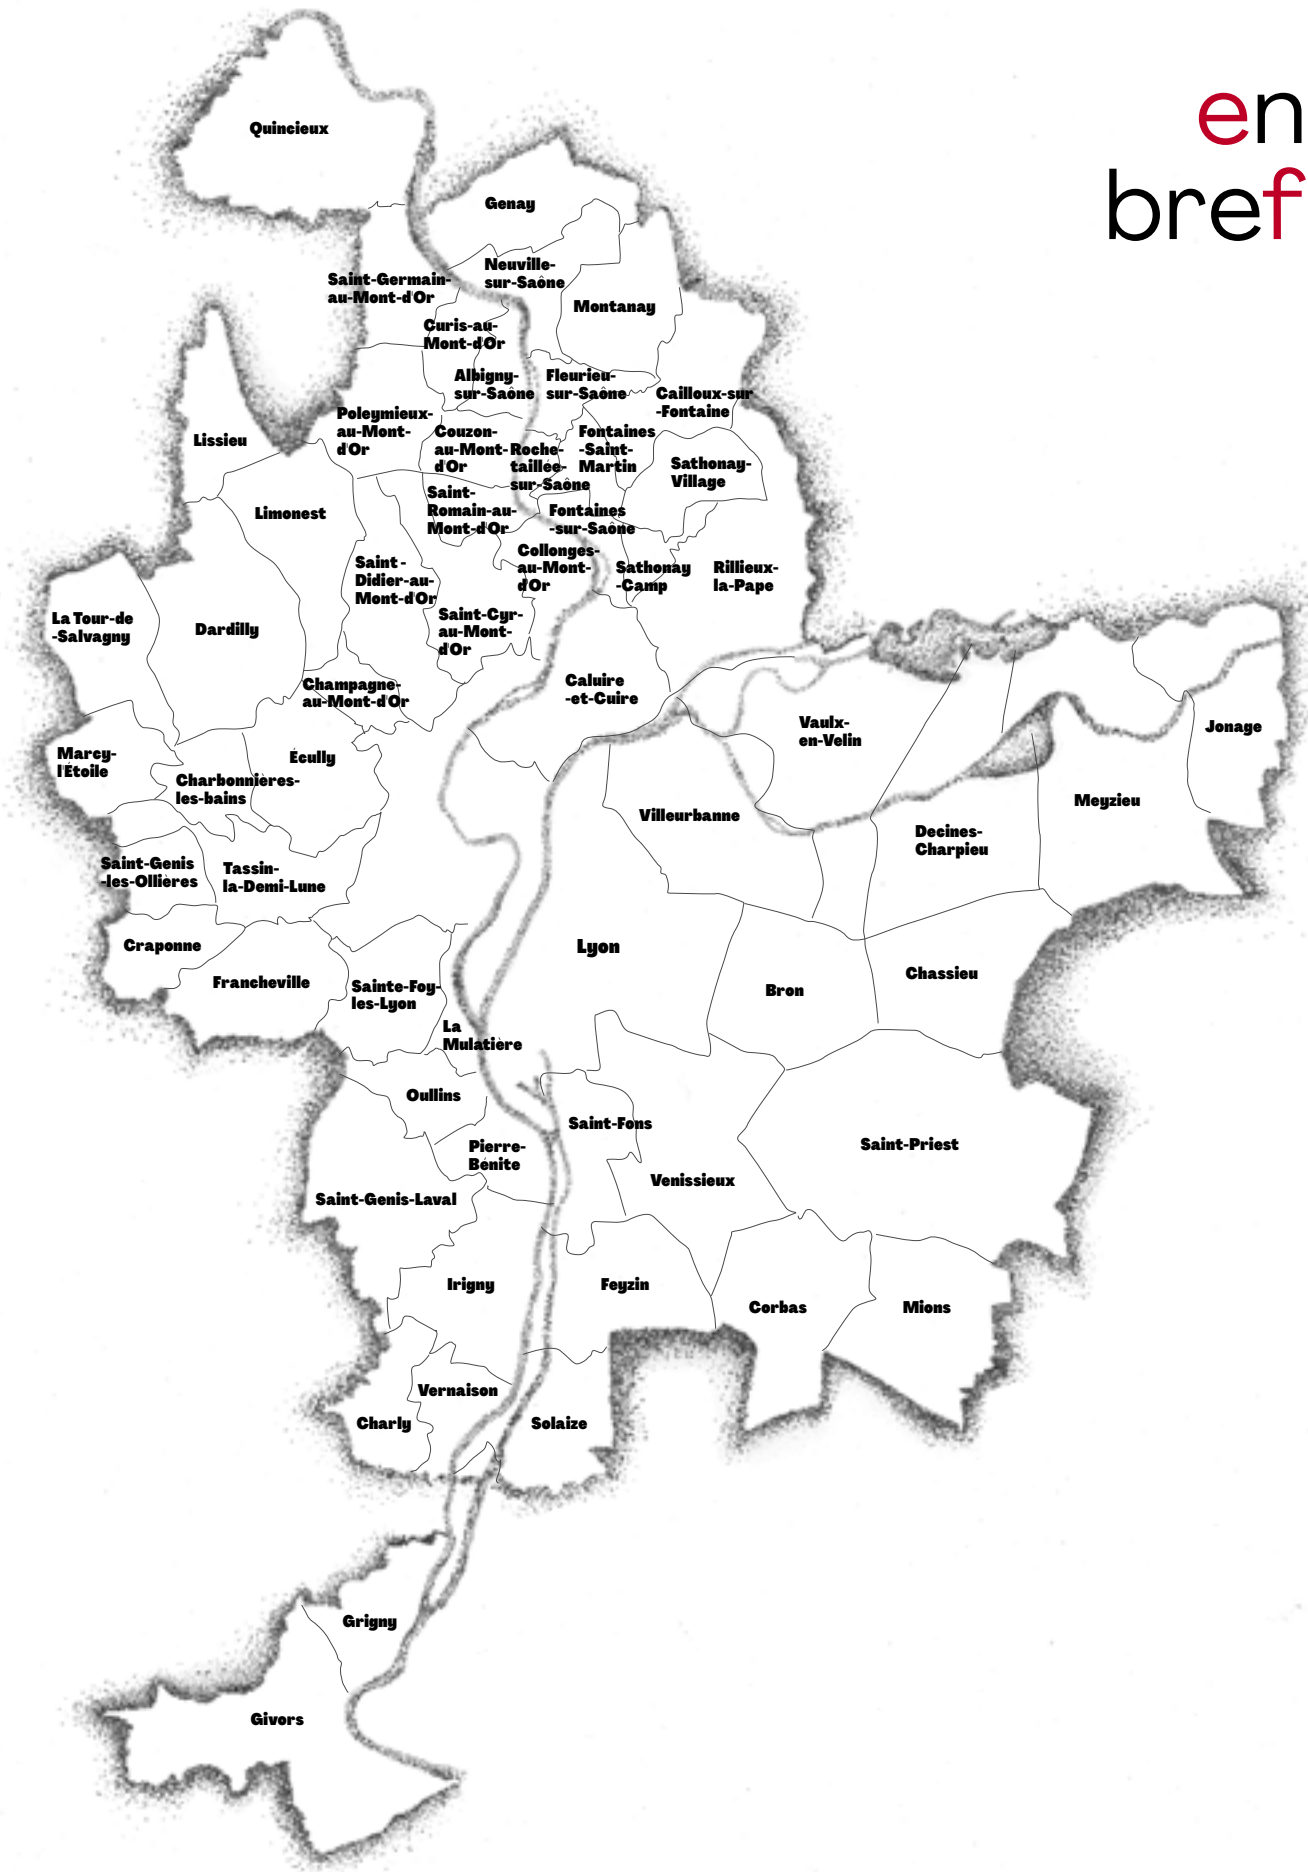 en
bref
Quincieux
Genay
Neuville-
sur-Saône
Saint-Germain-
au-Mont-d'Or
Montanay
Curis-au-
Mont-d'Or
Albigny-
sur-Saône
Fleurieu-
sur-Saône
Cailloux-sur
-Fontaine
Poleymieux-
au-Mont-
d'Or
Lissieu
Couzon-
au-Mont-
d'Or
Roche-
taillée-
sur-Saône
Fontaines
-Saint-
Martin
Sathonay-
Village
Limonest
Saint-
Romain-au-
Mont-d'Or
Fontaines
-sur-Saône
Saint -
Didier-au-
Mont-d'Or
Collonges-
au-Mont-
d'Or
Sathonay
-Camp
Rillieux-
la-Pape
La Tour-de
-Salvagny
Dardilly
Saint-Cyr-
au-Mont-
d'Or
Champagne-
au-Mont-d'Or
Caluire
-et-Cuire
Vaulx-
en-Velin
Jonage
Marcy-
l'Étoile
Écully
Charbonnières-
les-bains
Villeurbanne
Meyzieu
Decines-
Charpieu
Saint-Genis
-les-Ollières
Tassin-
la-Demi-Lune
Craponne
Francheville
Sainte-Foy-
les-Lyon
Lyon
Bron
Chassieu
La
Mulatière
Oullins
Saint-Fons
Pierre-
Bénite
Saint-Priest
Venissieux
Saint-Genis-Laval
Irigny
Feyzin
Corbas
Mions
Vernaison
Charly
Solaize
Grigny
Givors